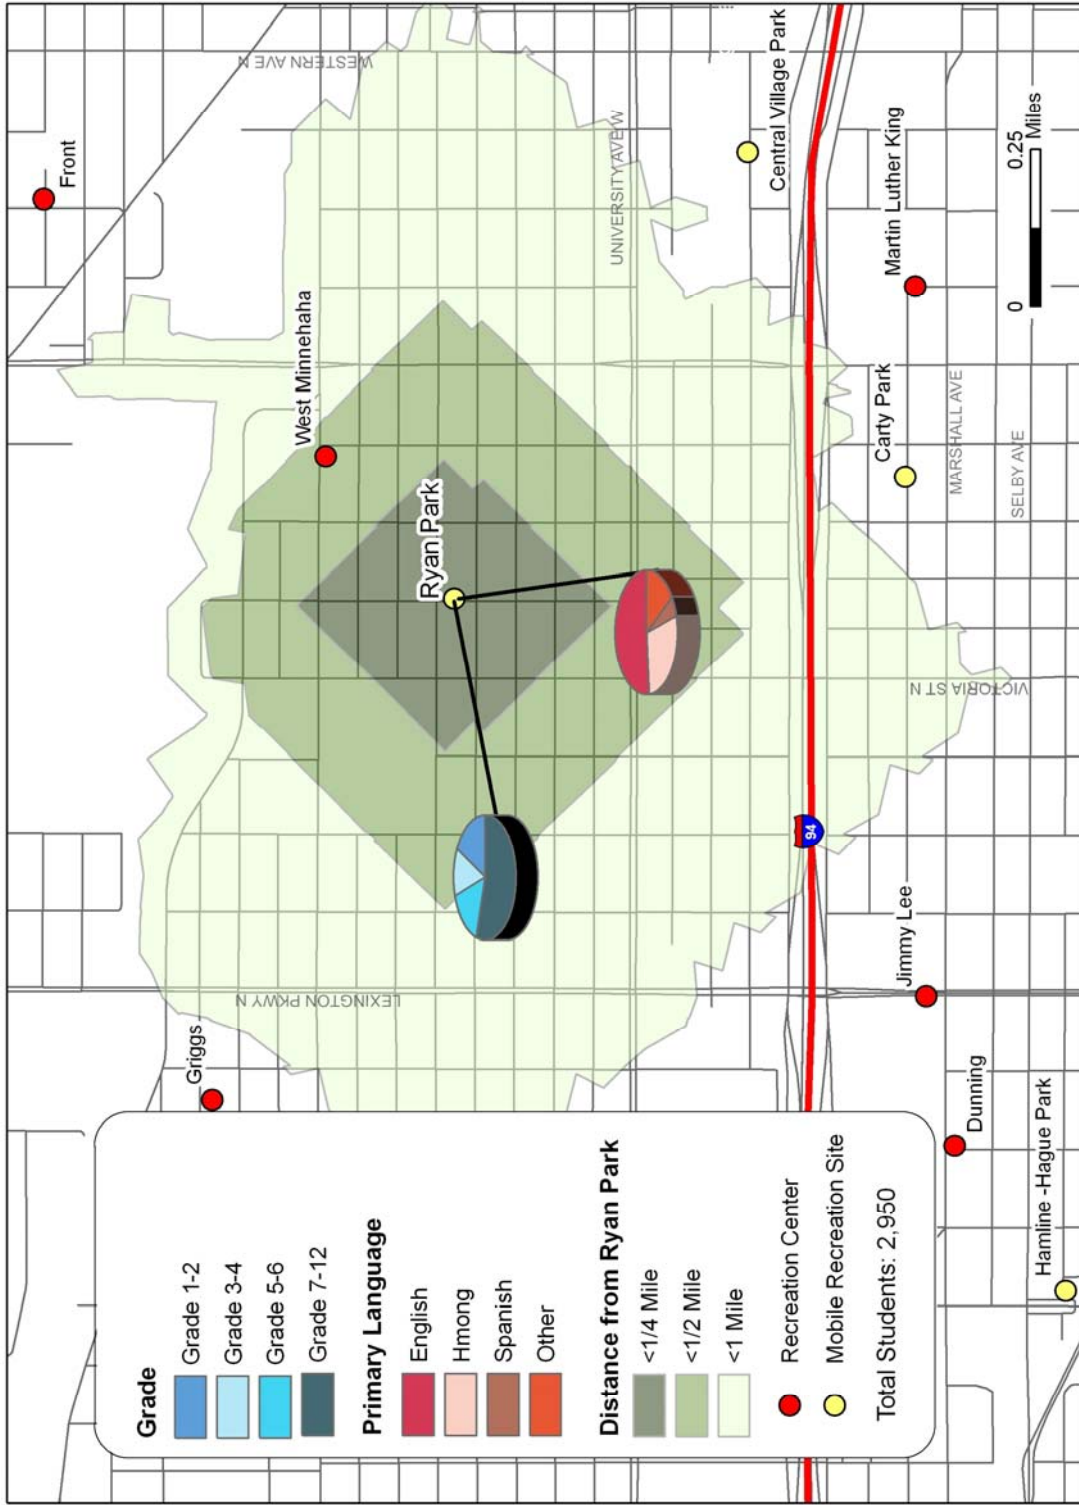 Front
WESTERN AVE N
West Minnehaha
Central Village Park
UNIVERSITY AVE W
Ryan Park
Martin Luther King
Carty Park
MARSHALL AVE
SELBY AVE
VICTORIA ST N
94
LEXINGTON PKWY N
Griggs
Jimmy Lee
Dunning
Hamline -Hague Park
0 0.25
Miles
Grade
Grade 1-2
Grade 3-4
Grade 5-6
Grade 7-12
Primary Language
English
Hmong
Spanish
Other
Distance from Ryan Park
<1/4 Mile
<1/2 Mile
<1 Mile
Recreation Center
Mobile Recreation Site
Total Students: 2,950